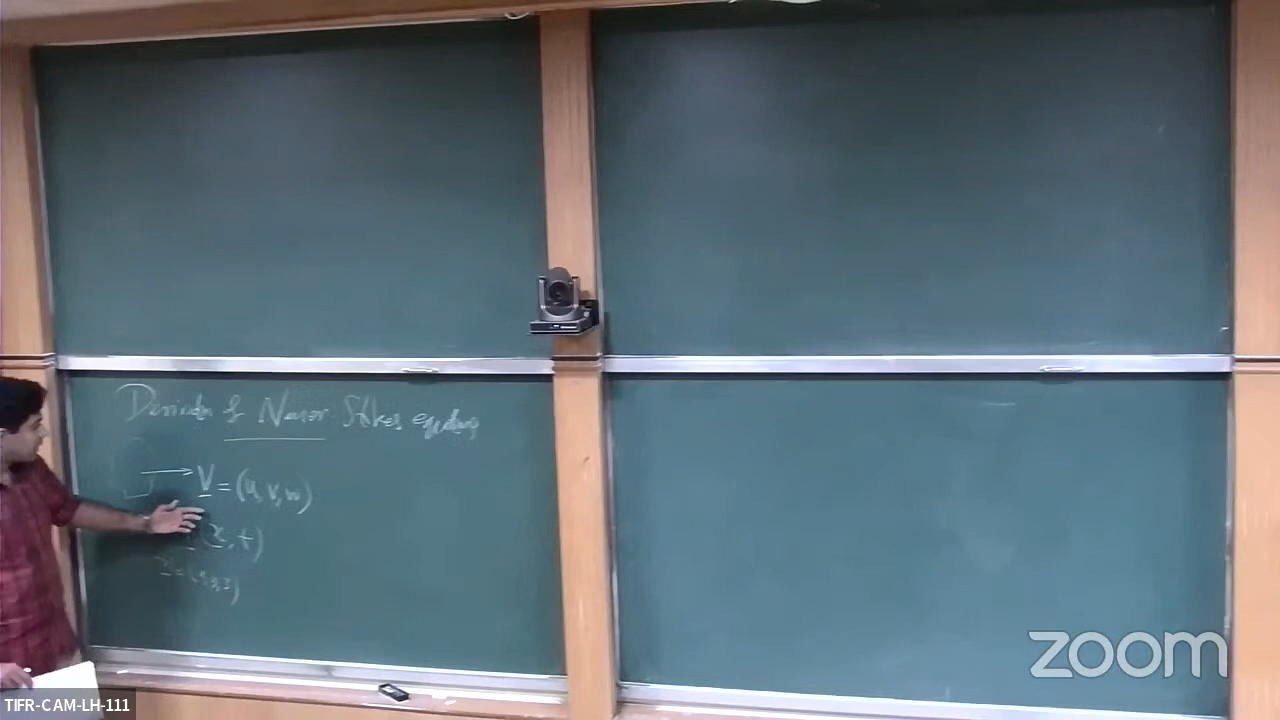 Derivation of Navier Stokes equations
V = (u, v, w)
(x, t)
x = (x, y, z)
zoom
TIFR-CAM-LH-111